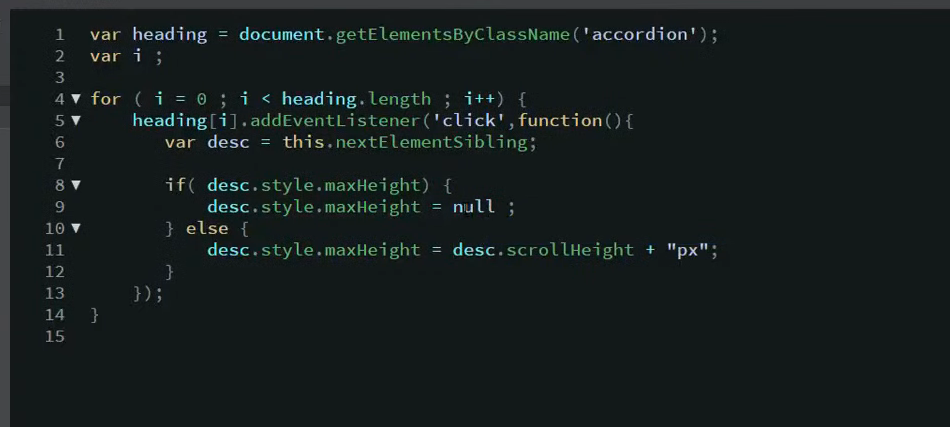 1 var heading = document.getElementsByClassName('accordion');
2 var i ;
3
4 for ( i = 0 ; i < heading.length ; i++) {
5 heading[i].addEventListener('click',function(){
6 var desc = this.nextElementSibling;
7
8 if( desc.style.maxHeight) {
9 desc.style.maxHeight = null ;
10 } else {
11 desc.style.maxHeight = desc.scrollHeight + "px";
12 }
13 });
14 }
15